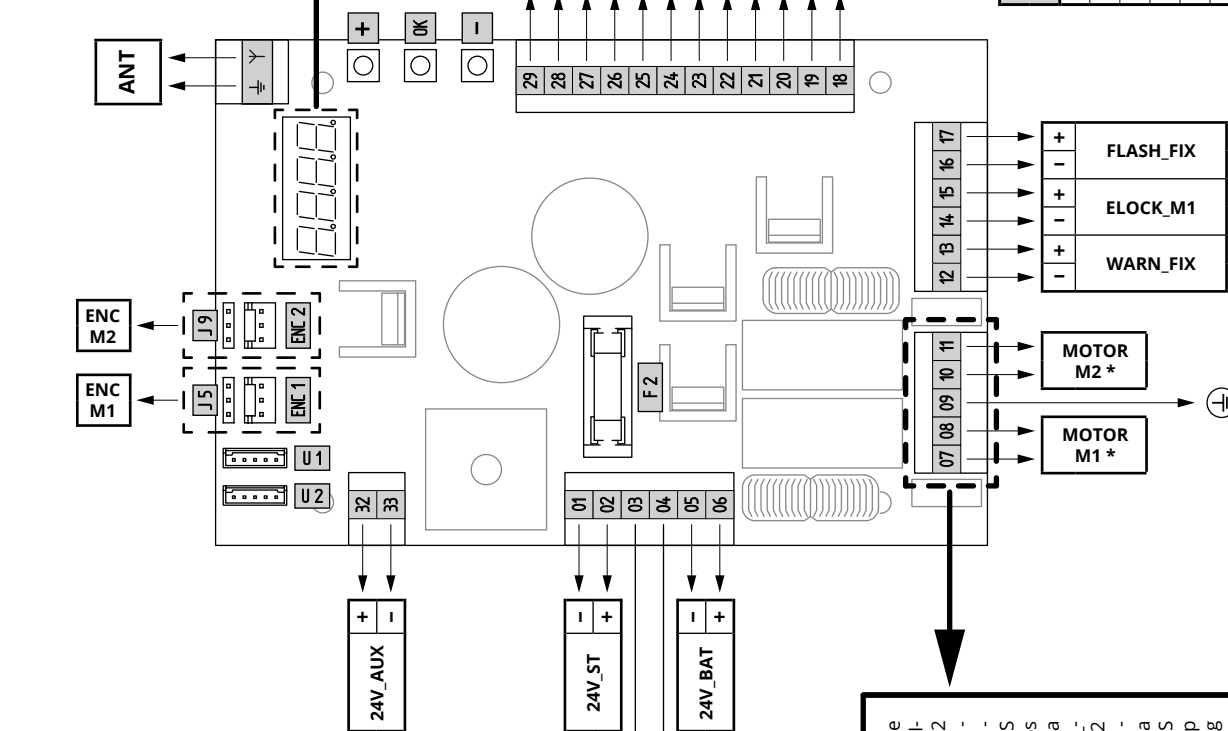 + OK −
ANT
29 28 27 26 25 24 23 22 21 20 19 18
17 + FLASH_FIX
16 −
15 + ELOCK_M1
14 −
13 + WARN_FIX
12 −
ENC
M2
J9
ENC 2
ENC
M1
J5
ENC 1
F2
11
10
09
08
07
MOTOR
M2 *
MOTOR
M1 *
U1
U2
32 33
01 02 03 04 05 06
+ −
24V_AUX
− +
24V_ST
− +
24V_BAT